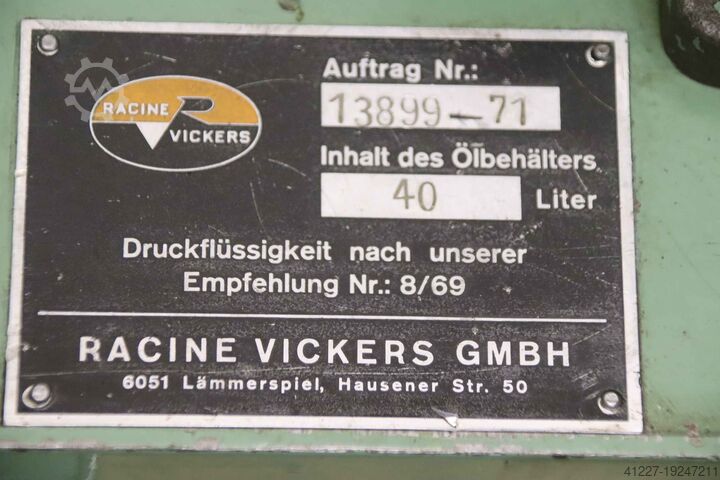 RACINE
VICKERS
Auftrag Nr.:
13899-71
Inhalt des Ölbehälters
40 Liter
Druckflüssigkeit nach unserer
Empfehlung Nr.: 8/69
RACINE VICKERS GMBH
6051 Lämmerspiel, Hausener Str. 50
41227-19247211